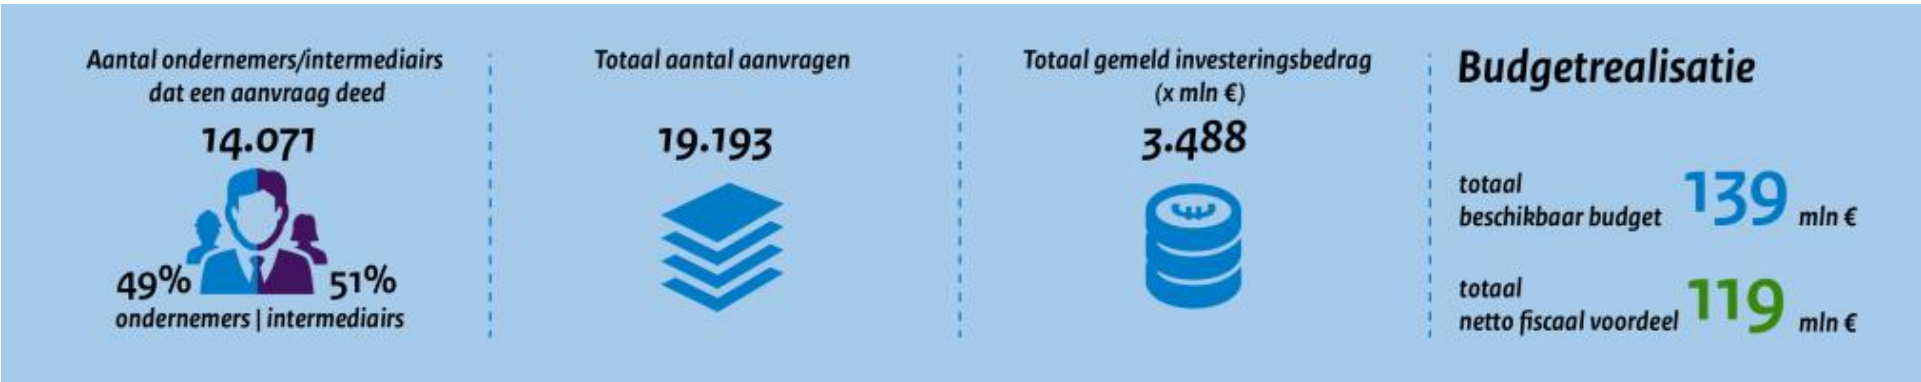 Aantal ondernemers/intermediairs
dat een aanvraag deed
14.071
49%
51%
ondernemers | intermediairs
Totaal aantal aanvragen
19.193
Totaal gemeld investeringsbedrag
(x mln €)
3.488
€
Budgetrealisatie
totaal
beschikbaar budget 139 mln €
totaal
netto fiscaal voordeel 119 mln €